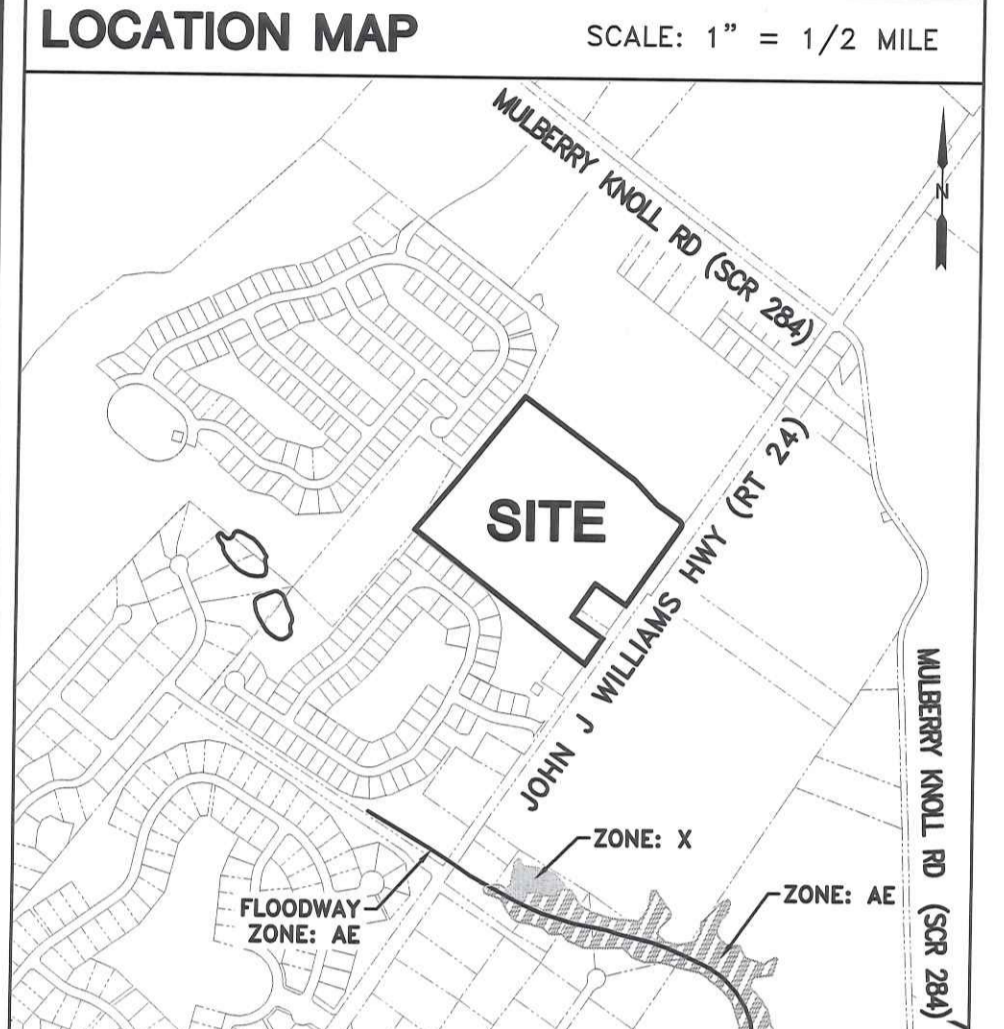 LOCATION MAP
SCALE: 1" = 1/2 MILE
MULBERRY KNOLL RD (SCR 284)
N
SITE
JOHN J WILLIAMS HWY (RT 24)
MULBERRY KNOLL RD (SCR 284)
ZONE: X
ZONE: AE
FLOODWAY
ZONE: AE